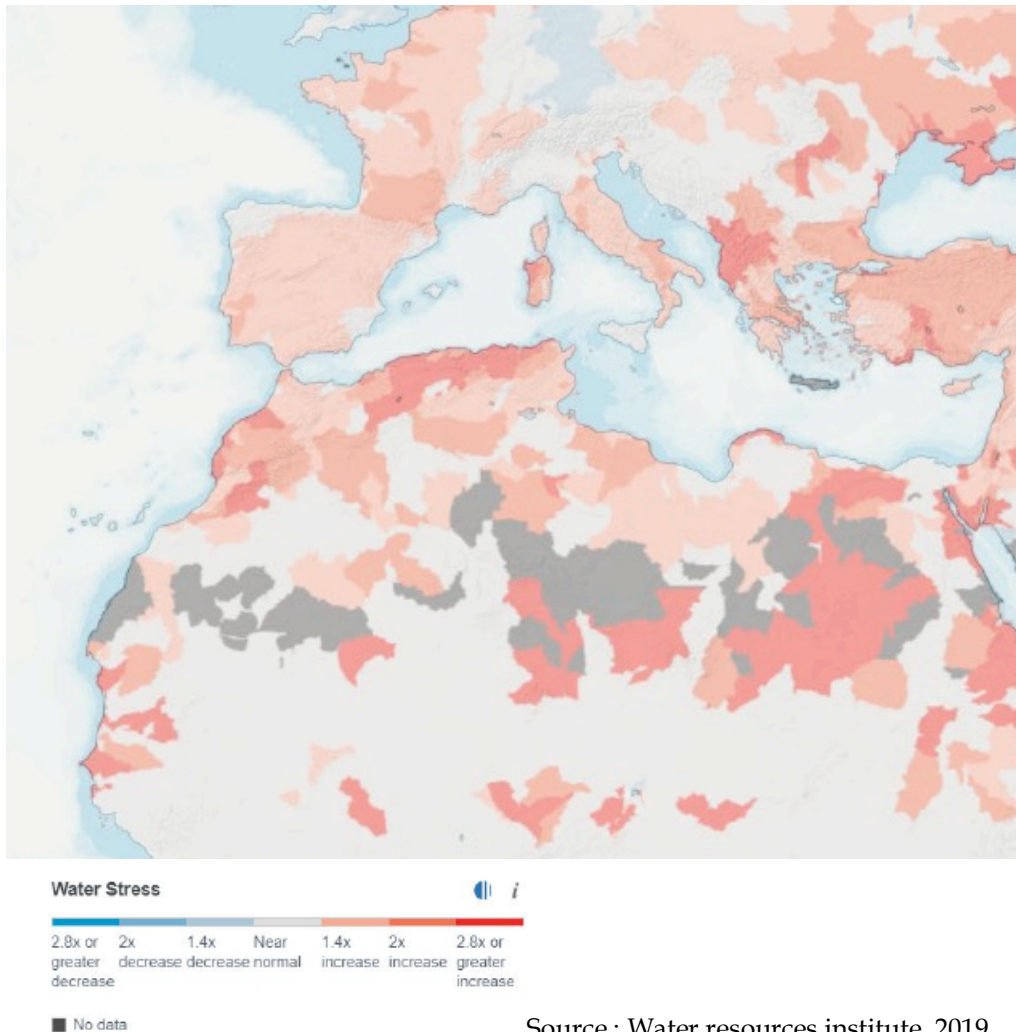 Water Stress
i
2.8x or greater decrease
2x decrease
1.4x decrease
Near normal
1.4x increase
2x increase
2.8x or greater increase
No data
Source : Water resources institute, 2019